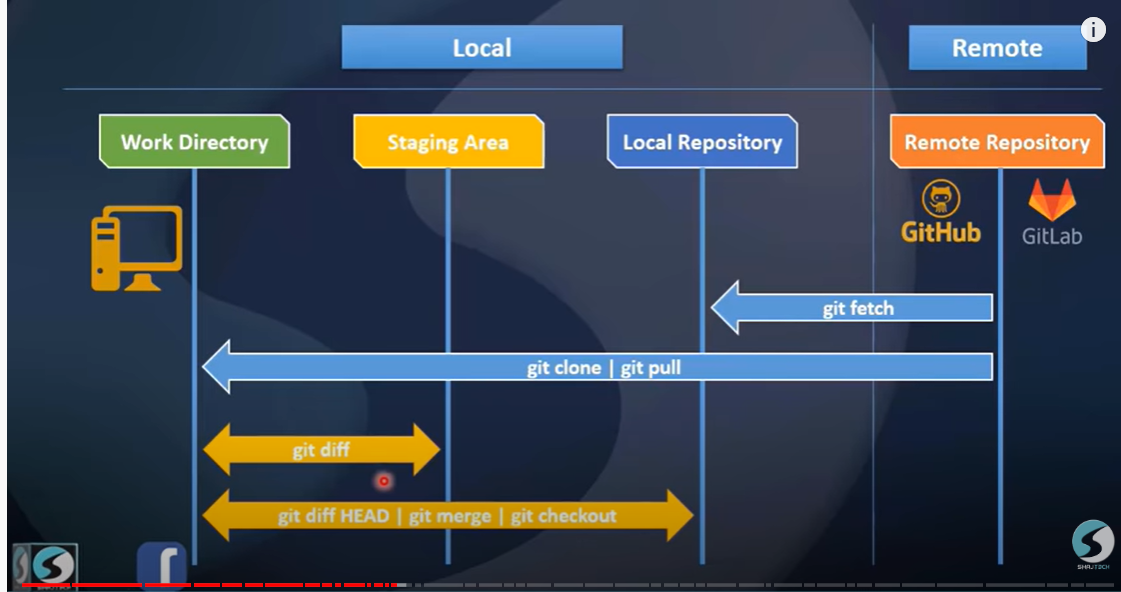 Local
Remote
i
Work Directory
Staging Area
Local Repository
Remote Repository
GitHub
GitLab
git fetch
git clone | git pull
git diff
git diff HEAD | git merge | git checkout
f
SHAJTECH